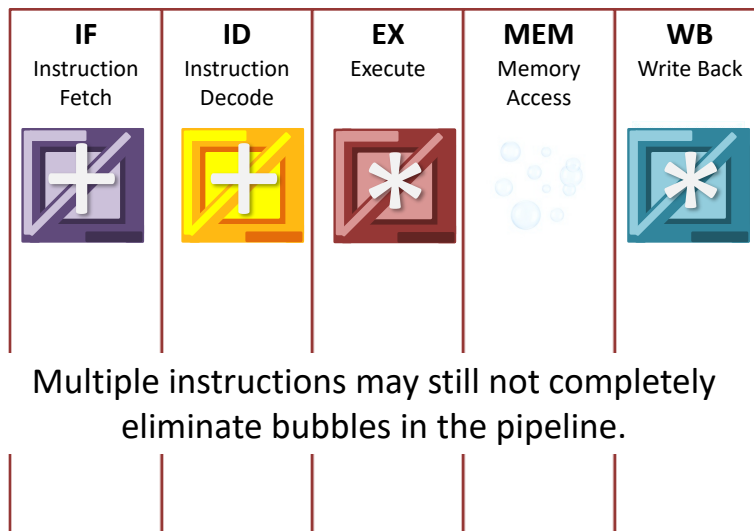 IF
Instruction
Fetch
ID
Instruction
Decode
EX
Execute
MEM
Memory
Access
WB
Write Back
+
+
*
*
Multiple instructions may still not completely
eliminate bubbles in the pipeline.